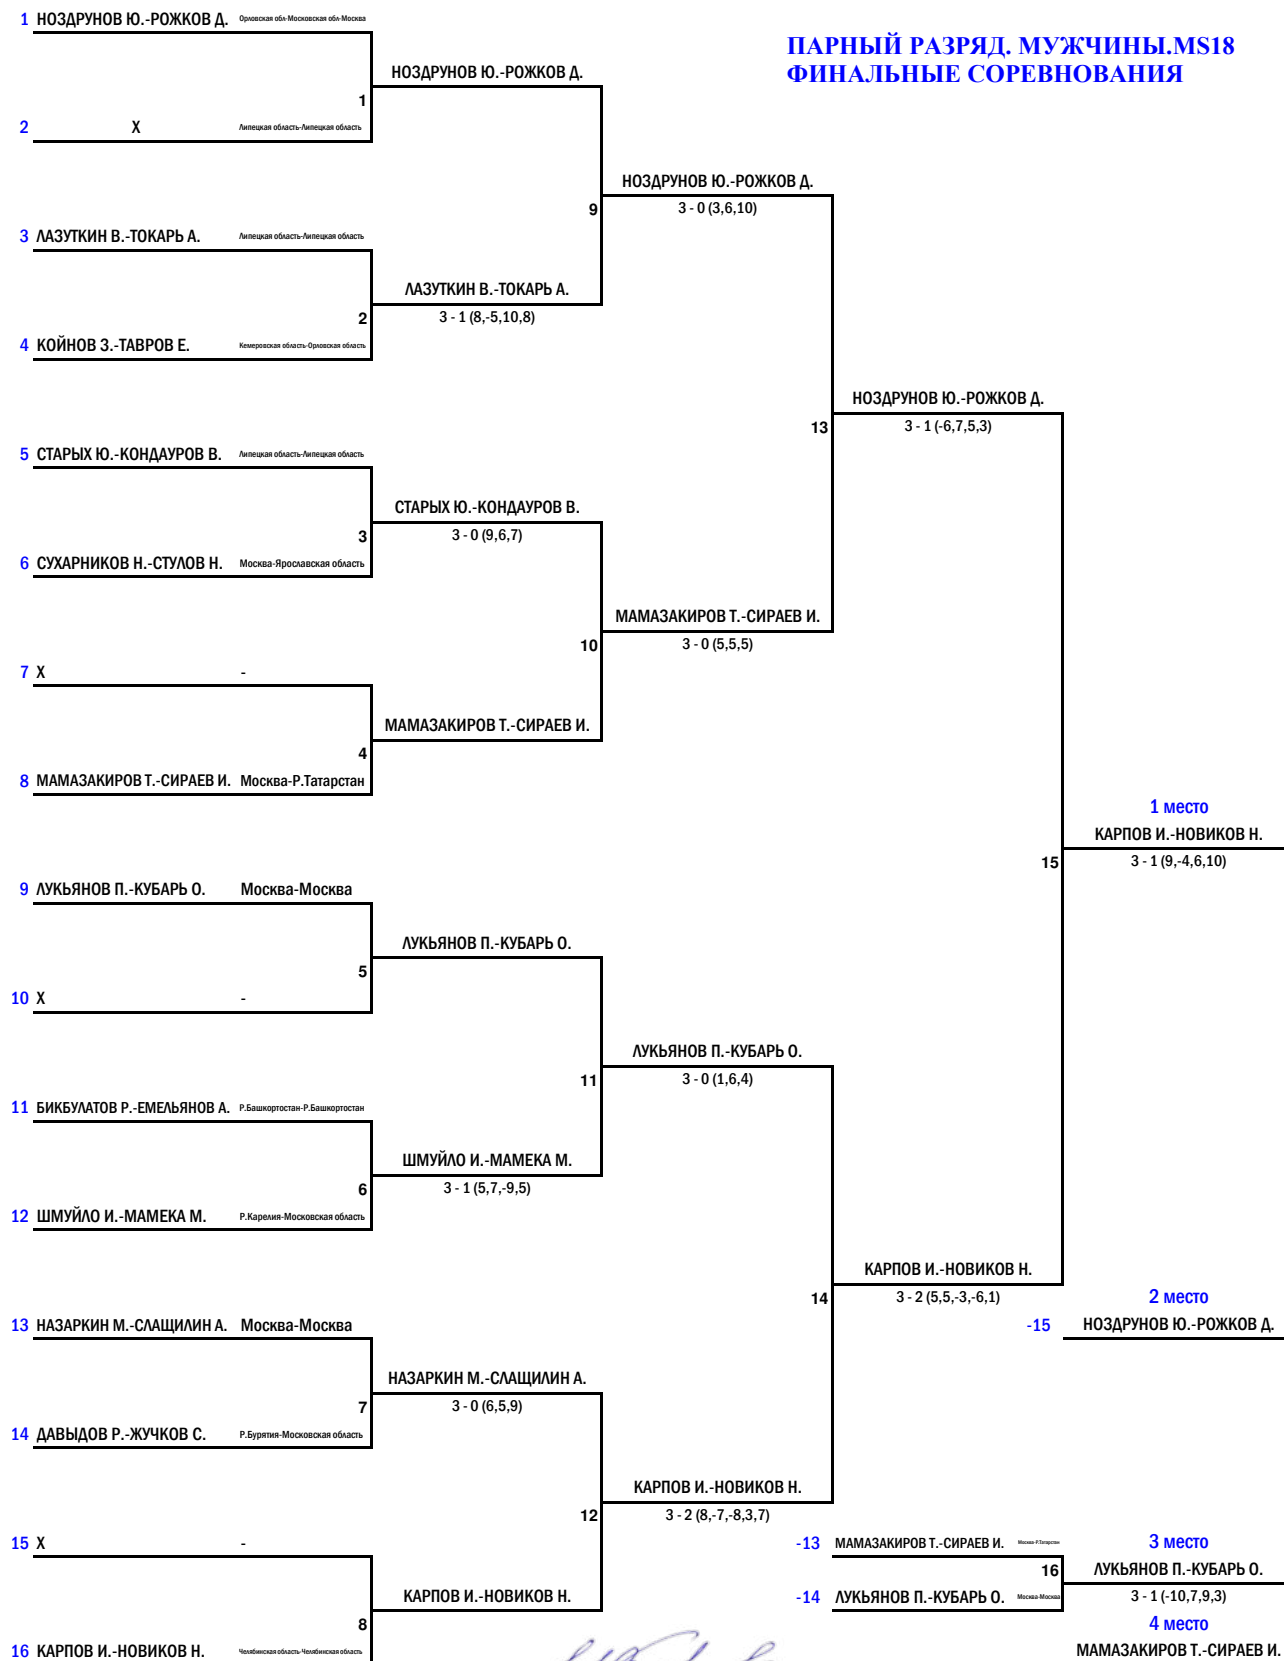 1 НОЗДРУНОВ Ю.-РОЖКОВ Д. Орловская обл-Московская обл-Москва
ПАРНЫЙ РАЗРЯД. МУЖЧИНЫ.MS18
ФИНАЛЬНЫЕ СОРЕВНОВАНИЯ
НОЗДРУНОВ Ю.-РОЖКОВ Д.
1
2 Х Липецкая область-Липецкая область
НОЗДРУНОВ Ю.-РОЖКОВ Д.
9 3 - 0 (3,6,10)
3 ЛАЗУТКИН В.-ТОКАРЬ А. Липецкая область-Липецкая область
ЛАЗУТКИН В.-ТОКАРЬ А.
2 3 - 1 (8,-5,10,8)
4 КОЙНОВ З.-ТАВРОВ Е. Кемеровская область-Орловская область
НОЗДРУНОВ Ю.-РОЖКОВ Д.
13 3 - 1 (-6,7,5,3)
5 СТАРЫХ Ю.-КОНДАУРОВ В. Липецкая область-Липецкая область
СТАРЫХ Ю.-КОНДАУРОВ В.
3 3 - 0 (9,6,7)
6 СУХАРНИКОВ Н.-СТУЛОВ Н. Москва-Ярославская область
МАМАЗАКИРОВ Т.-СИРАЕВ И.
10 3 - 0 (5,5,5)
7 Х -
МАМАЗАКИРОВ Т.-СИРАЕВ И.
4
8 МАМАЗАКИРОВ Т.-СИРАЕВ И. Москва-Р.Татарстан
1 место
КАРПОВ И.-НОВИКОВ Н.
15 3 - 1 (9,-4,6,10)
9 ЛУКЬЯНОВ П.-КУБАРЬ О. Москва-Москва
ЛУКЬЯНОВ П.-КУБАРЬ О.
5
10 Х -
ЛУКЬЯНОВ П.-КУБАРЬ О.
11 3 - 0 (1,6,4)
11 БИКБУЛАТОВ Р.-ЕМЕЛЬЯНОВ А. Р.Башкортостан-Р.Башкортостан
ШМУЙЛО И.-МАМЕКА М.
6 3 - 1 (5,7,-9,5)
12 ШМУЙЛО И.-МАМЕКА М. Р.Карелия-Московская область
КАРПОВ И.-НОВИКОВ Н.
14 3 - 2 (5,5,-3,-6,1)
2 место
13 НАЗАРКИН М.-СЛАЩИЛИН А. Москва-Москва
-15 НОЗДРУНОВ Ю.-РОЖКОВ Д.
НАЗАРКИН М.-СЛАЩИЛИН А.
7 3 - 0 (6,5,9)
14 ДАВЫДОВ Р.-ЖУЧКОВ С. Р.Бурятия-Московская область
КАРПОВ И.-НОВИКОВ Н.
12 3 - 2 (8,-7,-8,3,7)
15 Х -
-13 МАМАЗАКИРОВ Т.-СИРАЕВ И. Москва-Р.Татарстан
3 место
16 ЛУКЬЯНОВ П.-КУБАРЬ О.
КАРПОВ И.-НОВИКОВ Н.
-14 ЛУКЬЯНОВ П.-КУБАРЬ О. Москва-Москва
3 - 1 (-10,7,9,3)
8
4 место
16 КАРПОВ И.-НОВИКОВ Н. Челябинская область-Челябинская область
МАМАЗАКИРОВ Т.-СИРАЕВ И.